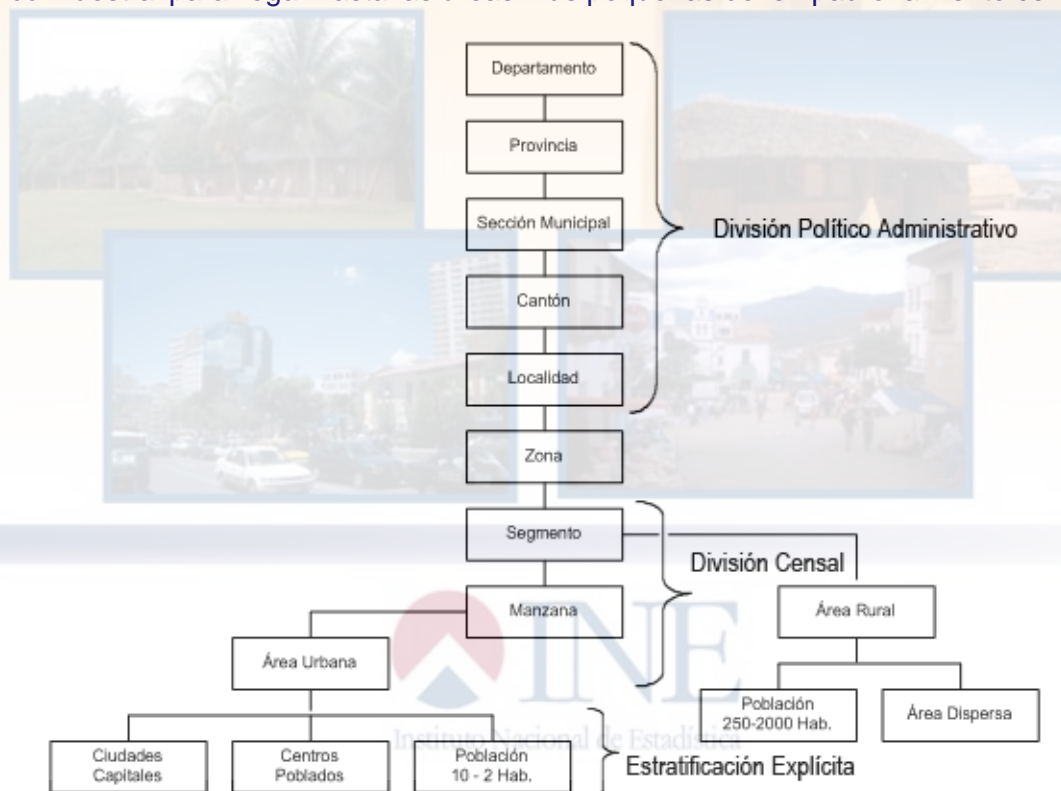 Departamento
Provincia
Sección Municipal
División Político Administrativo
Cantón
Localidad
Zona
Segmento
División Censal
Manzana
Área Rural
INE
Área Urbana
Población
250-2000 Hab.
Área Dispersa
Instituto Nacional de Estadística
Ciudades
Capitales
Centros
Poblados
Población
10 - 2 Hab.
Estratificación Explícita